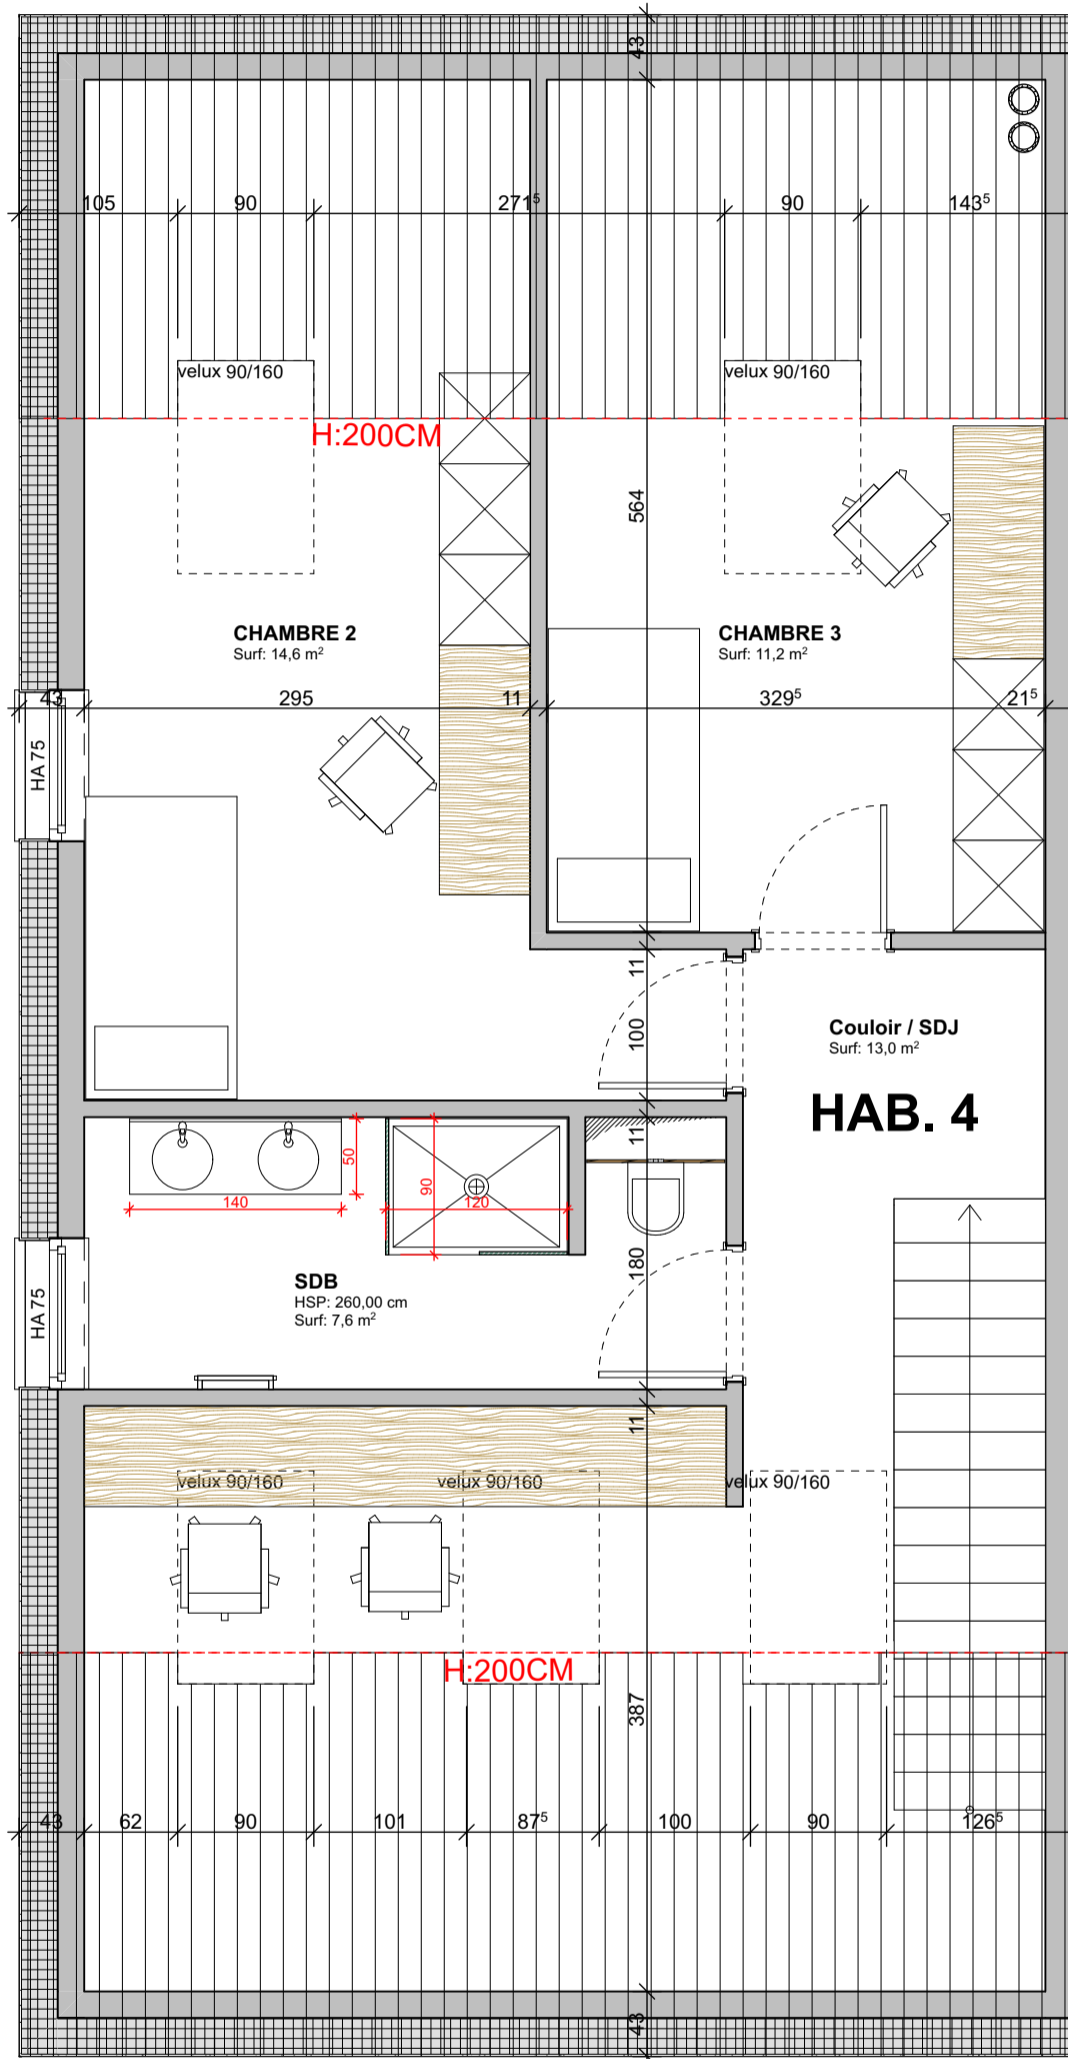 43
105
90
271⁵
90
143⁵
velux 90/160
velux 90/160
H:200CM
564
CHAMBRE 2
Surf: 14,6 m²
CHAMBRE 3
Surf: 11,2 m²
43
295
11
329⁵
21⁵
HA 75
11
100
Couloir / SDJ
Surf: 13,0 m²
HAB. 4
11
50
90
140
120
180
SDB
HSP: 260,00 cm
Surf: 7,6 m²
HA 75
11
velux 90/160
velux 90/160
velux 90/160
H:200CM
387
43
62
90
101
87⁵
100
90
126⁵
43